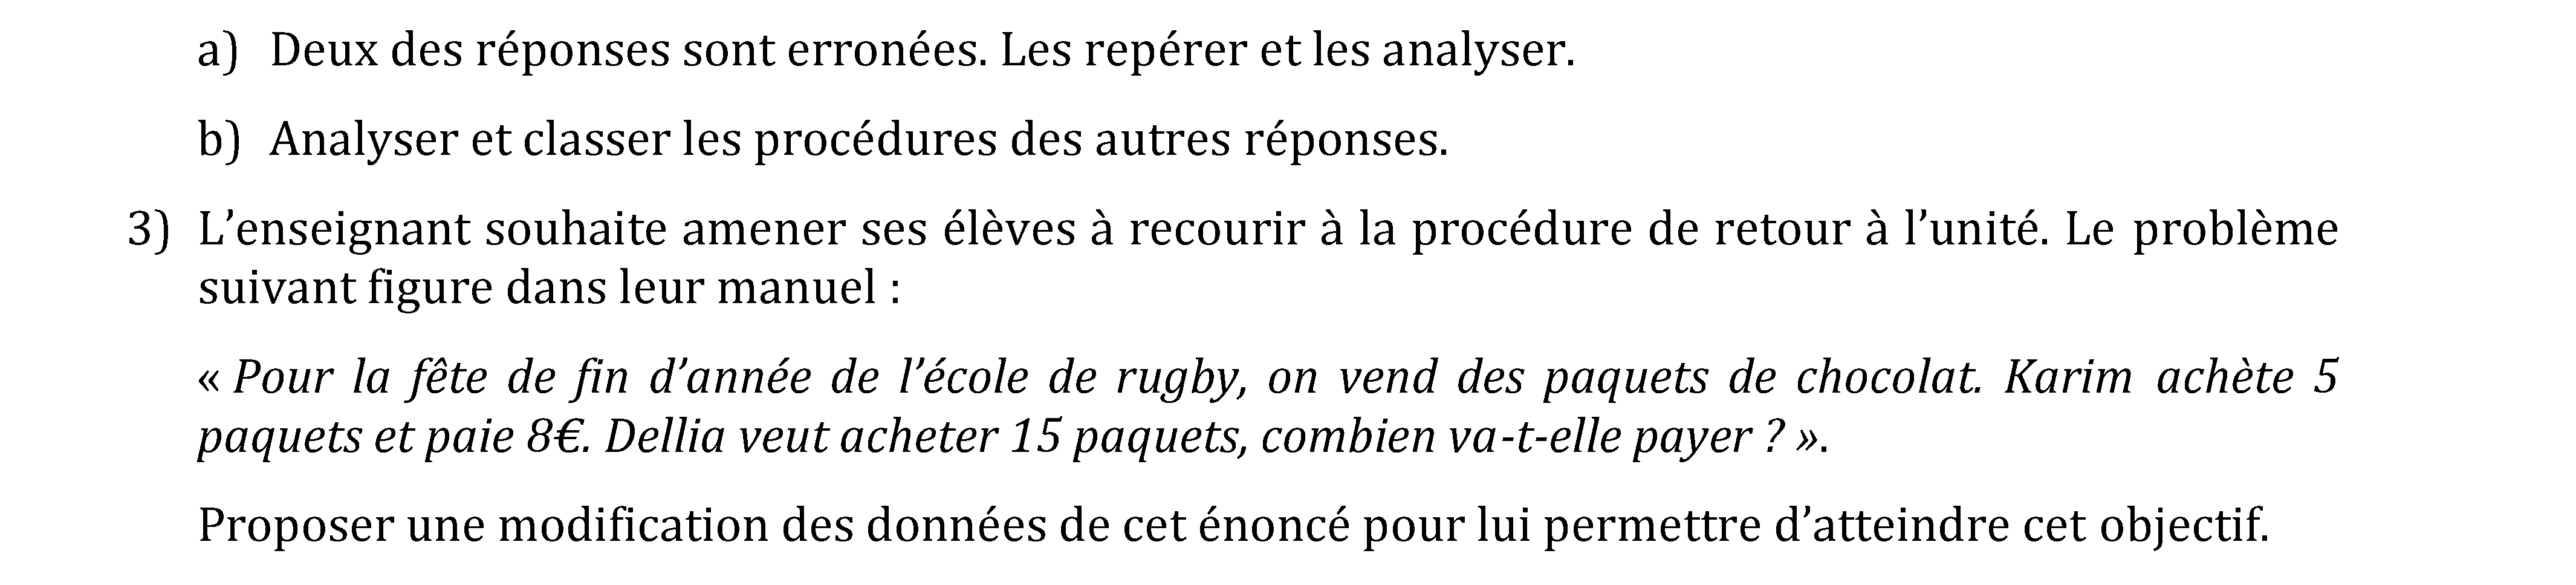 a) Deux des réponses sont erronées. Les repérer et les analyser.
b) Analyser et classer les procédures des autres réponses.
3) L’enseignant souhaite amener ses élèves à recourir à la procédure de retour à l’unité. Le problème
suivant figure dans leur manuel :
« Pour la fête de fin d’année de l’école de rugby, on vend des paquets de chocolat. Karim achète 5
paquets et paie 8€. Dellia veut acheter 15 paquets, combien va-t-elle payer ? ».
Proposer une modification des données de cet énoncé pour lui permettre d’atteindre cet objectif.